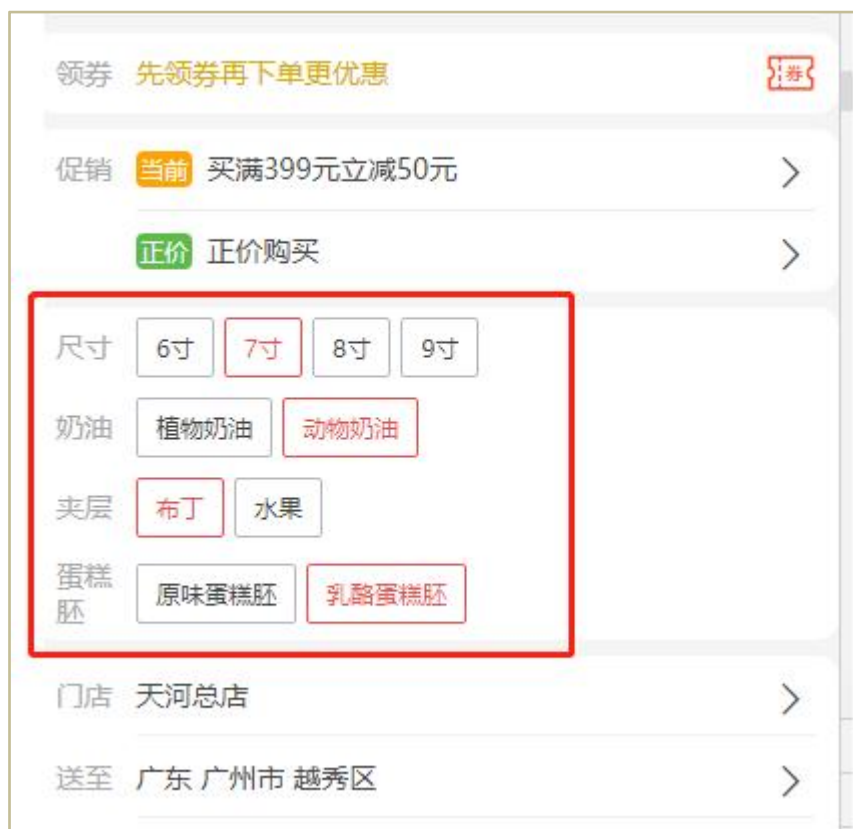 领券 先领券再下单更优惠 券
促销 当前 买满399元立减50元
正价 正价购买
尺寸 6寸 7寸 8寸 9寸
奶油 植物奶油 动物奶油
夹层 布丁 水果
蛋糕胚 原味蛋糕胚 乳酪蛋糕胚
门店 天河总店
送至 广东 广州市 越秀区